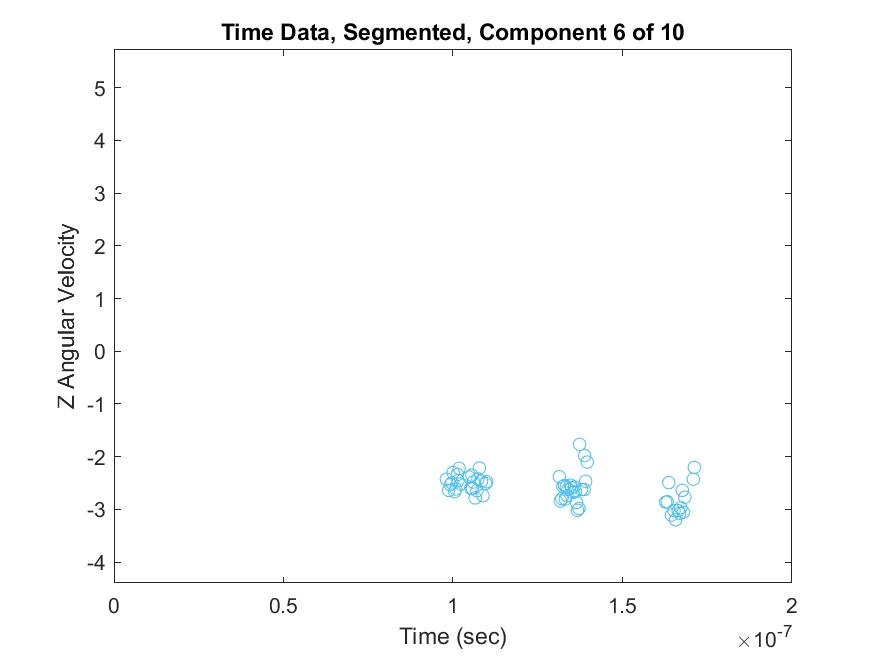 Time Data, Segmented, Component 6 of 10
5
4
3
2
1
0
-1
-2
-3
-4
Z Angular Velocity
0 0.5 1 1.5 2
Time (sec)
×10-7